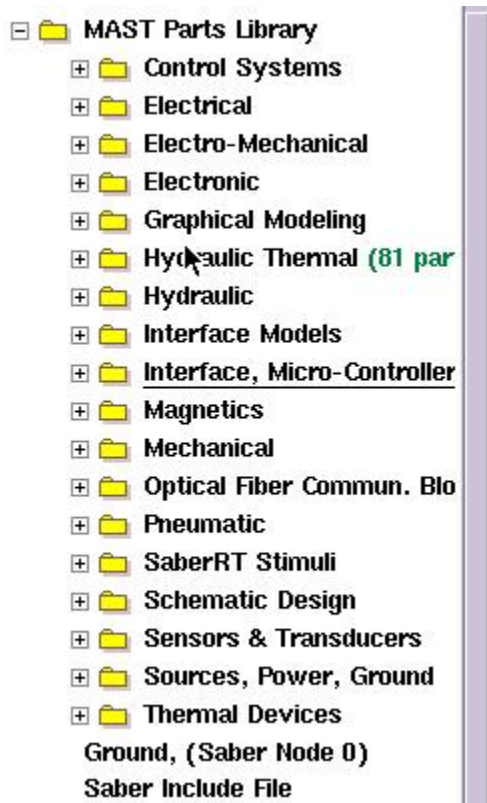 MAST Parts Library
Control Systems
Electrical
Electro-Mechanical
Electronic
Graphical Modeling
Hydraulic Thermal (81 par
Hydraulic
Interface Models
Interface, Micro-Controller
Magnetics
Mechanical
Optical Fiber Commun. Blo
Pneumatic
SaberRT Stimuli
Schematic Design
Sensors & Transducers
Sources, Power, Ground
Thermal Devices
Ground, (Saber Node 0)
Saber Include File